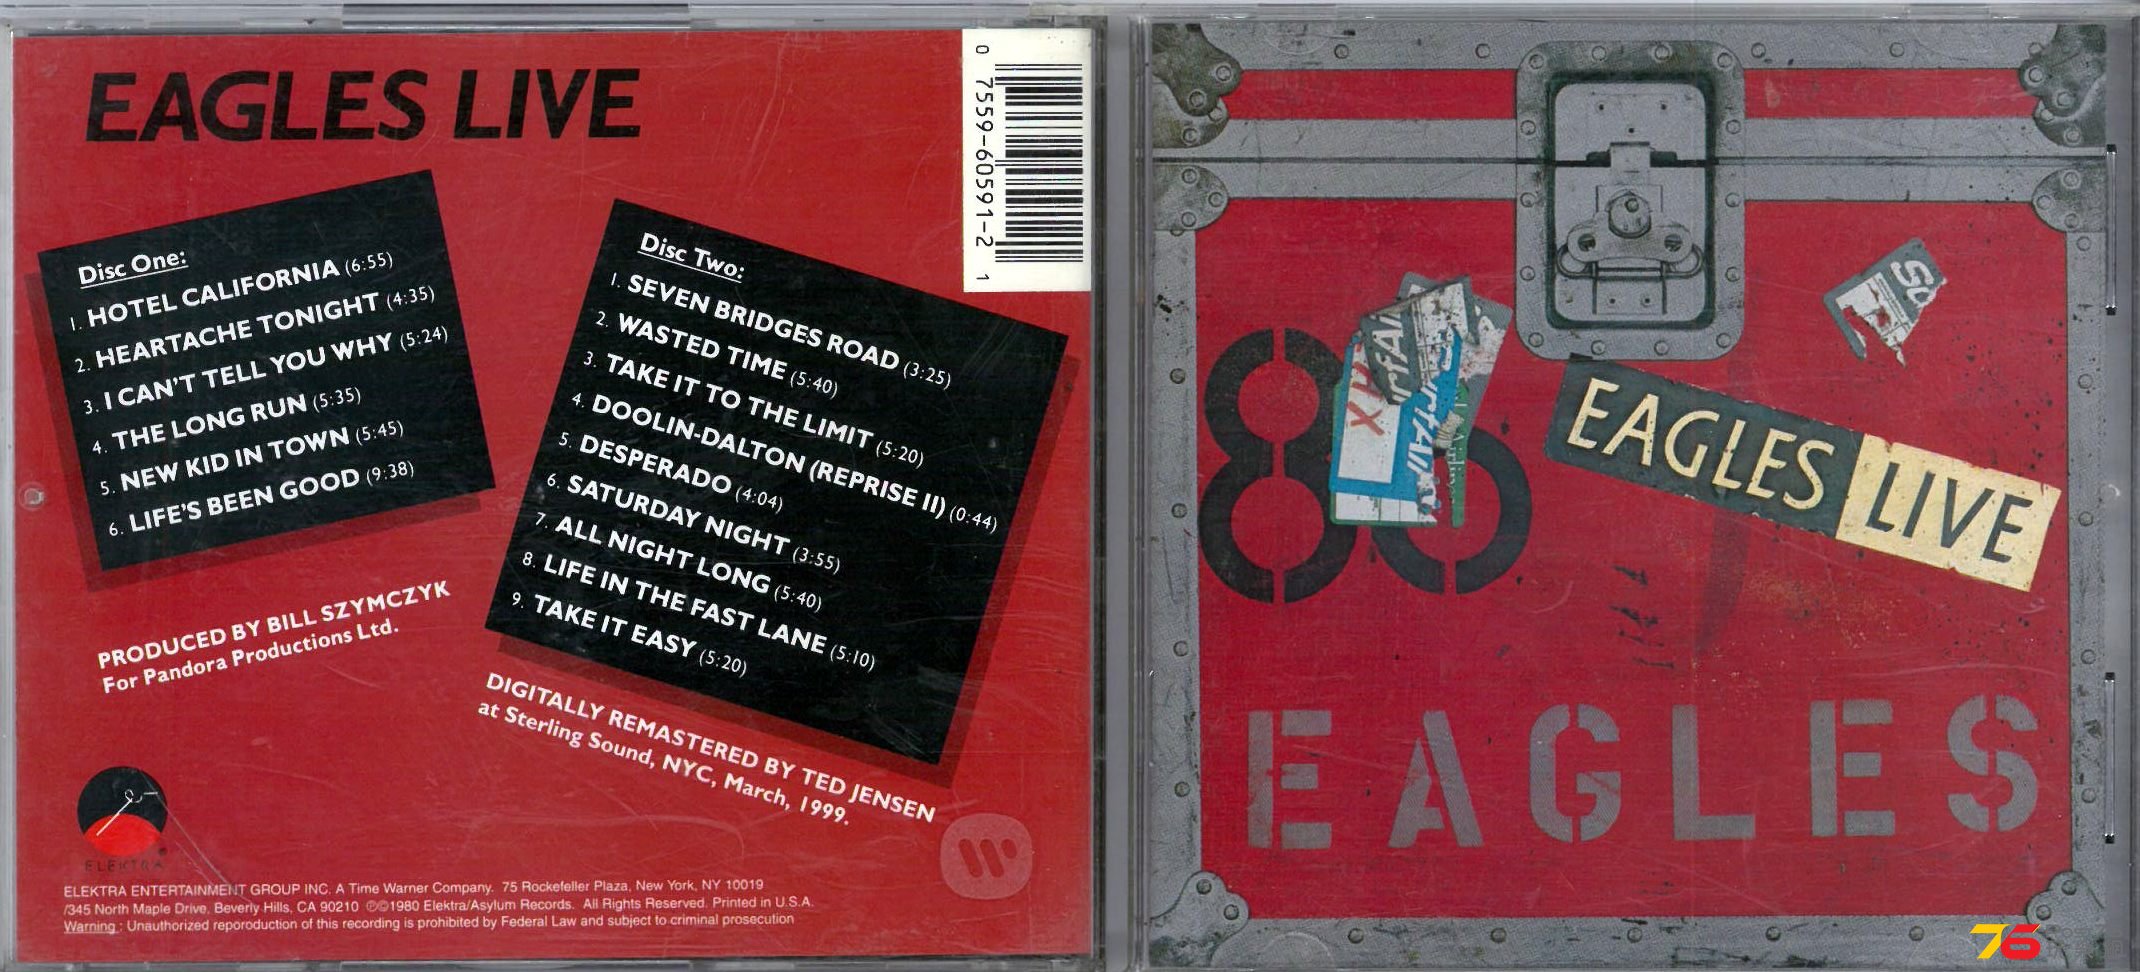 EAGLES LIVE
Disc One:
1. HOTEL CALIFORNIA (6:55)
2. HEARTACHE TONIGHT (4:35)
3. I CAN'T TELL YOU WHY (5:24)
4. THE LONG RUN (5:35)
5. NEW KID IN TOWN (5:45)
6. LIFE'S BEEN GOOD (9:38)
PRODUCED BY BILL SZYMCZYK
For Pandora Productions Ltd.
Disc Two:
1. SEVEN BRIDGES ROAD (3:25)
2. WASTED TIME (5:40)
3. TAKE IT TO THE LIMIT (5:20)
4. DOOLIN-DALTON (REPRISE II) (0:44)
5. DESPERADO (4:04)
6. SATURDAY NIGHT (3:55)
7. ALL NIGHT LONG (5:40)
8. LIFE IN THE FAST LANE (5:10)
9. TAKE IT EASY (5:20)
DIGITALLY REMASTERED BY TED JENSEN
at Sterling Sound, NYC, March, 1999.
0 7559-60591-2 1
ELEKTRA
ELEKTRA ENTERTAINMENT GROUP INC. A Time Warner Company. 75 Rockefeller Plaza, New York, NY 10019
/345 North Maple Drive, Beverly Hills, CA 90210 ℗©1980 Elektra/Asylum Records. All Rights Reserved. Printed in U.S.A.
Warning : Unauthorized reporoduction of this recording is prohibited by Federal Law and subject to criminal prosecution
EAGLES LIVE
EAGLES
76